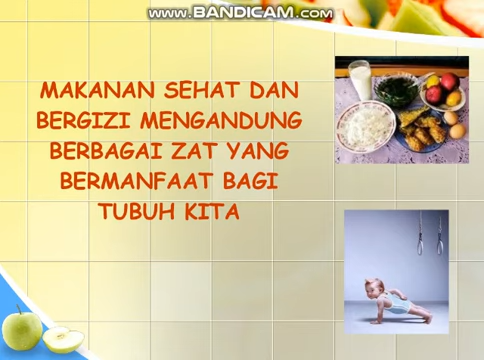 www.BANDICAM.com
MAKANAN SEHAT DAN
BERGIZI MENGANDUNG
BERBAGAI ZAT YANG
BERMANFAAT BAGI
TUBUH KITA